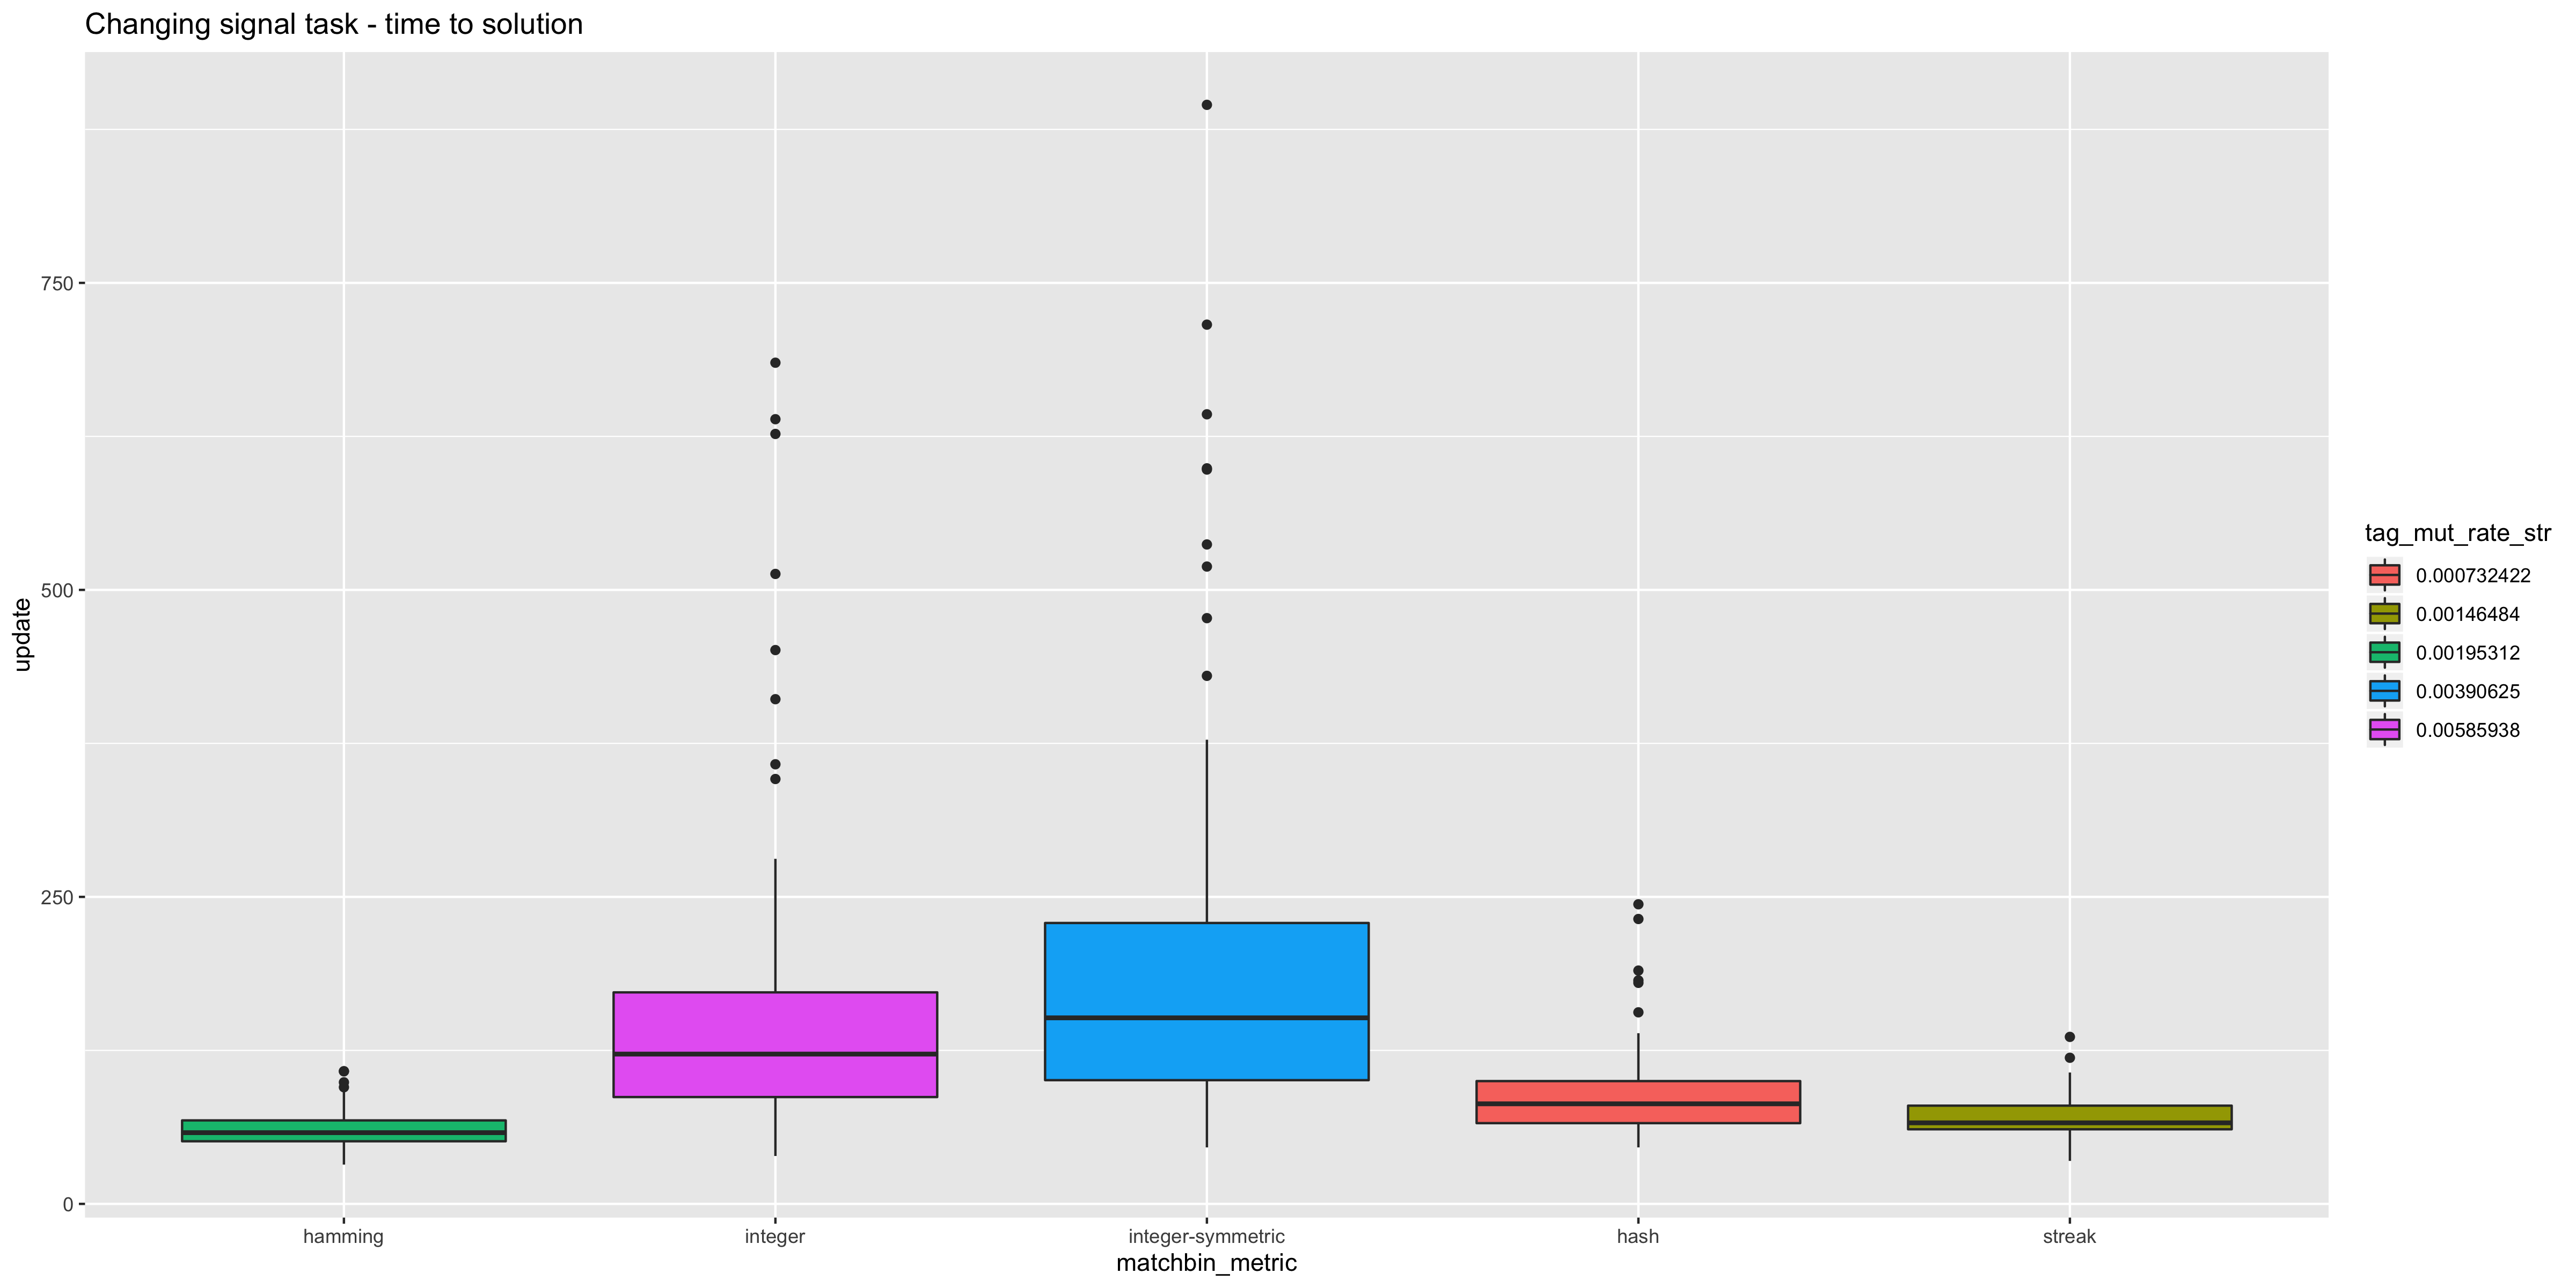 Changing signal task - time to solution
update
750
500
250
0
hamming
integer
integer-symmetric
hash
streak
matchbin_metric
tag_mut_rate_str
0.000732422
0.00146484
0.00195312
0.00390625
0.00585938